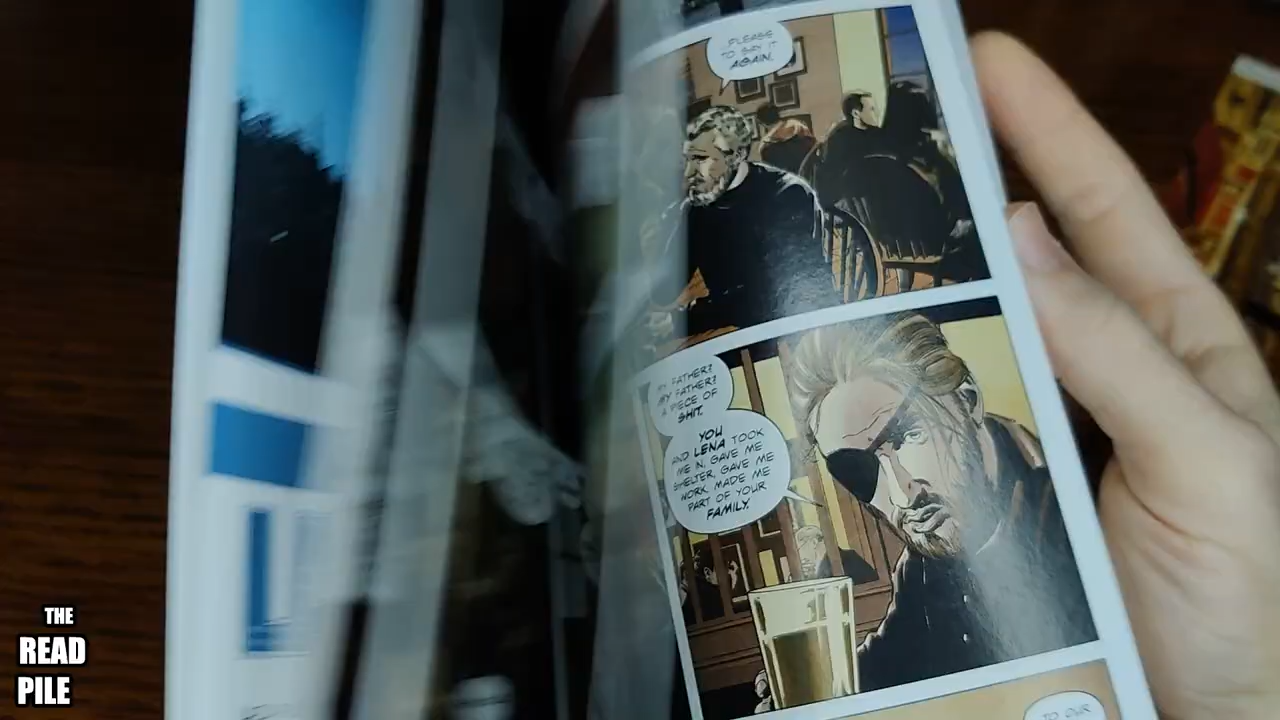 ...PLEASE
TO SAY IT
AGAIN.
MY FATHER?
MY FATHER?
A PIECE OF
SHIT.
YOU
AND LENA TOOK
ME IN, GAVE ME
SHELTER, GAVE ME
WORK, MADE ME
PART OF YOUR
FAMILY.
TO OUR
THE
READ
PILE